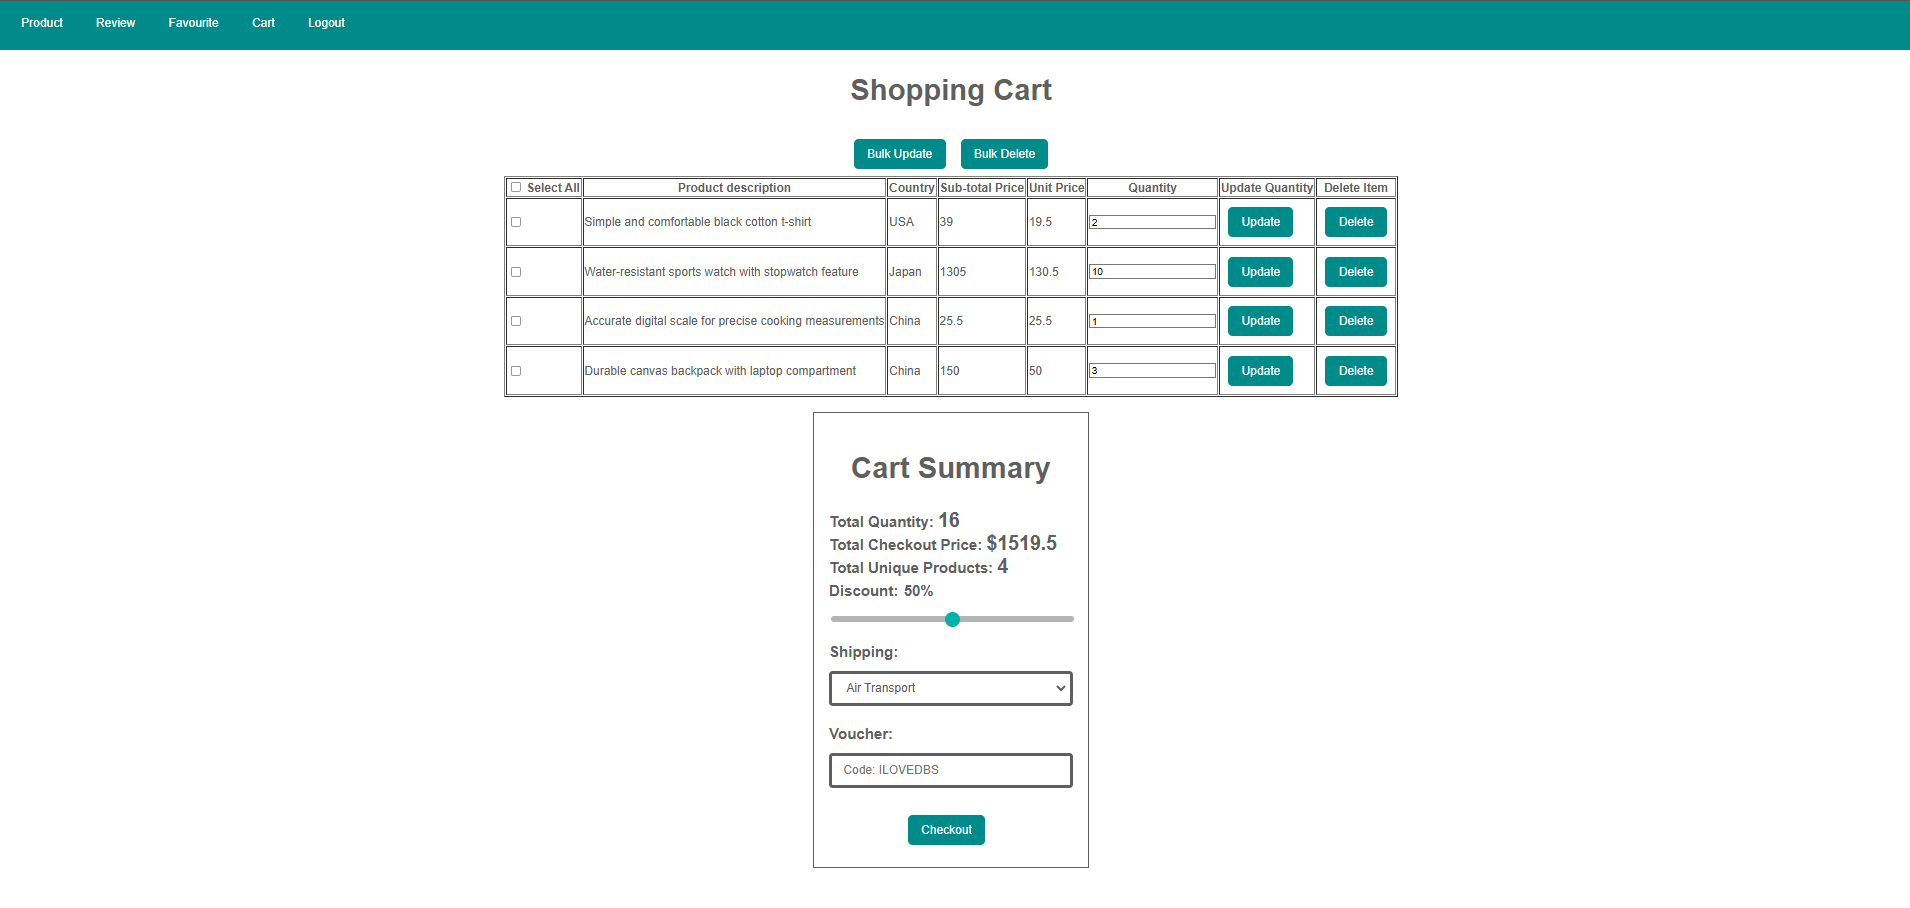 Product Review Favourite Cart Logout
Shopping Cart
Bulk Update Bulk Delete
Select All Product description Country Sub-total Price Unit Price Quantity Update Quantity Delete Item
Simple and comfortable black cotton t-shirt USA 39 19.5 2 Update Delete
Water-resistant sports watch with stopwatch feature Japan 1305 130.5 10 Update Delete
Accurate digital scale for precise cooking measurements China 25.5 25.5 1 Update Delete
Durable canvas backpack with laptop compartment China 150 50 3 Update Delete
Cart Summary
Total Quantity: 16
Total Checkout Price: $1519.5
Total Unique Products: 4
Discount: 50%
Shipping:
Air Transport
Voucher:
Code: ILOVEDBS
Checkout